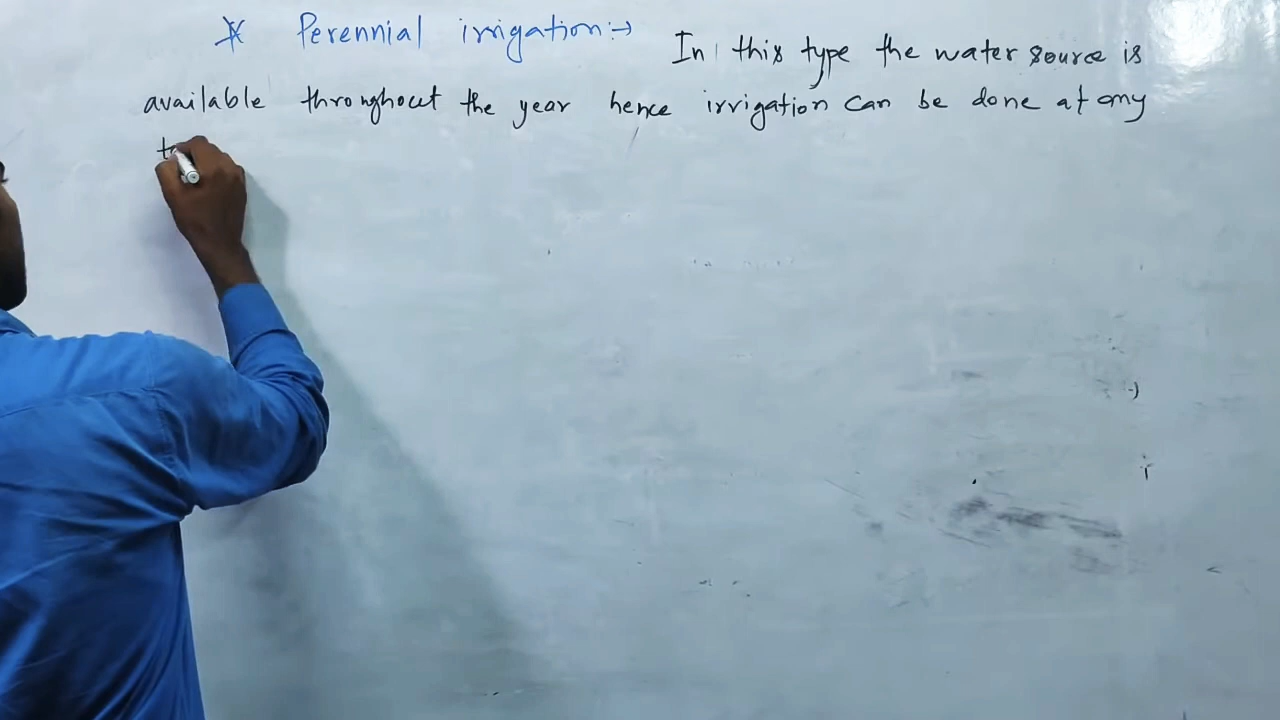 * Perennial irrigation:→ In this type the water source is
available throughout the year hence irrigation can be done at any